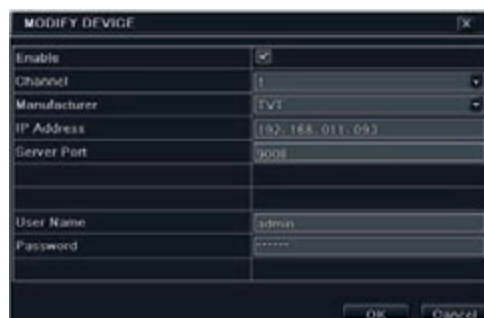 MODIFY DEVICE
Enable
Channel 1
Manufacturer TVT
IP Address 192. 168. 011. 093
Server Port 9008
User Name admin
Password ······
OK Cancel